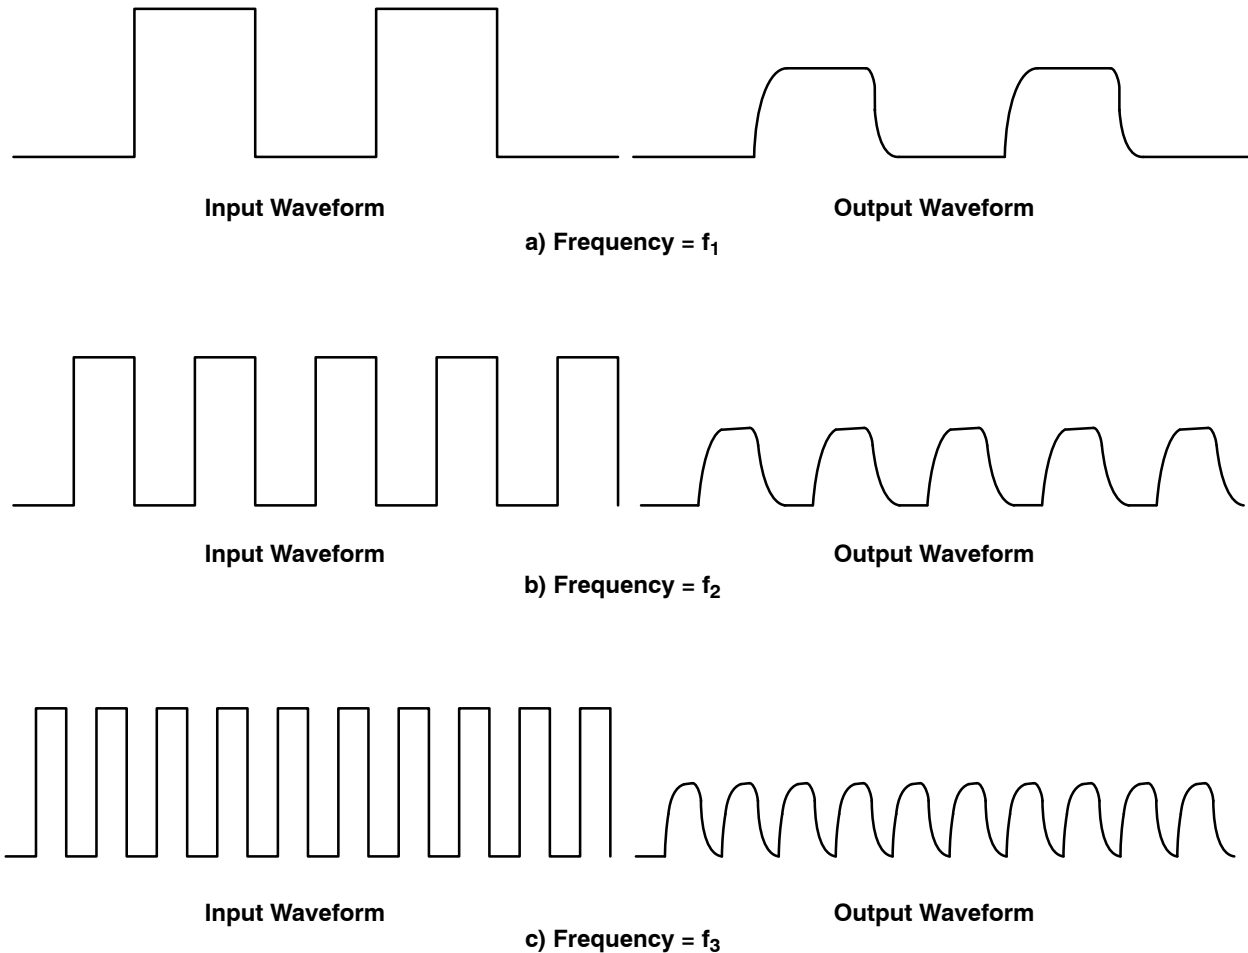 Input Waveform
Output Waveform
a) Frequency = f₁
Input Waveform
Output Waveform
b) Frequency = f₂
Input Waveform
Output Waveform
c) Frequency = f₃